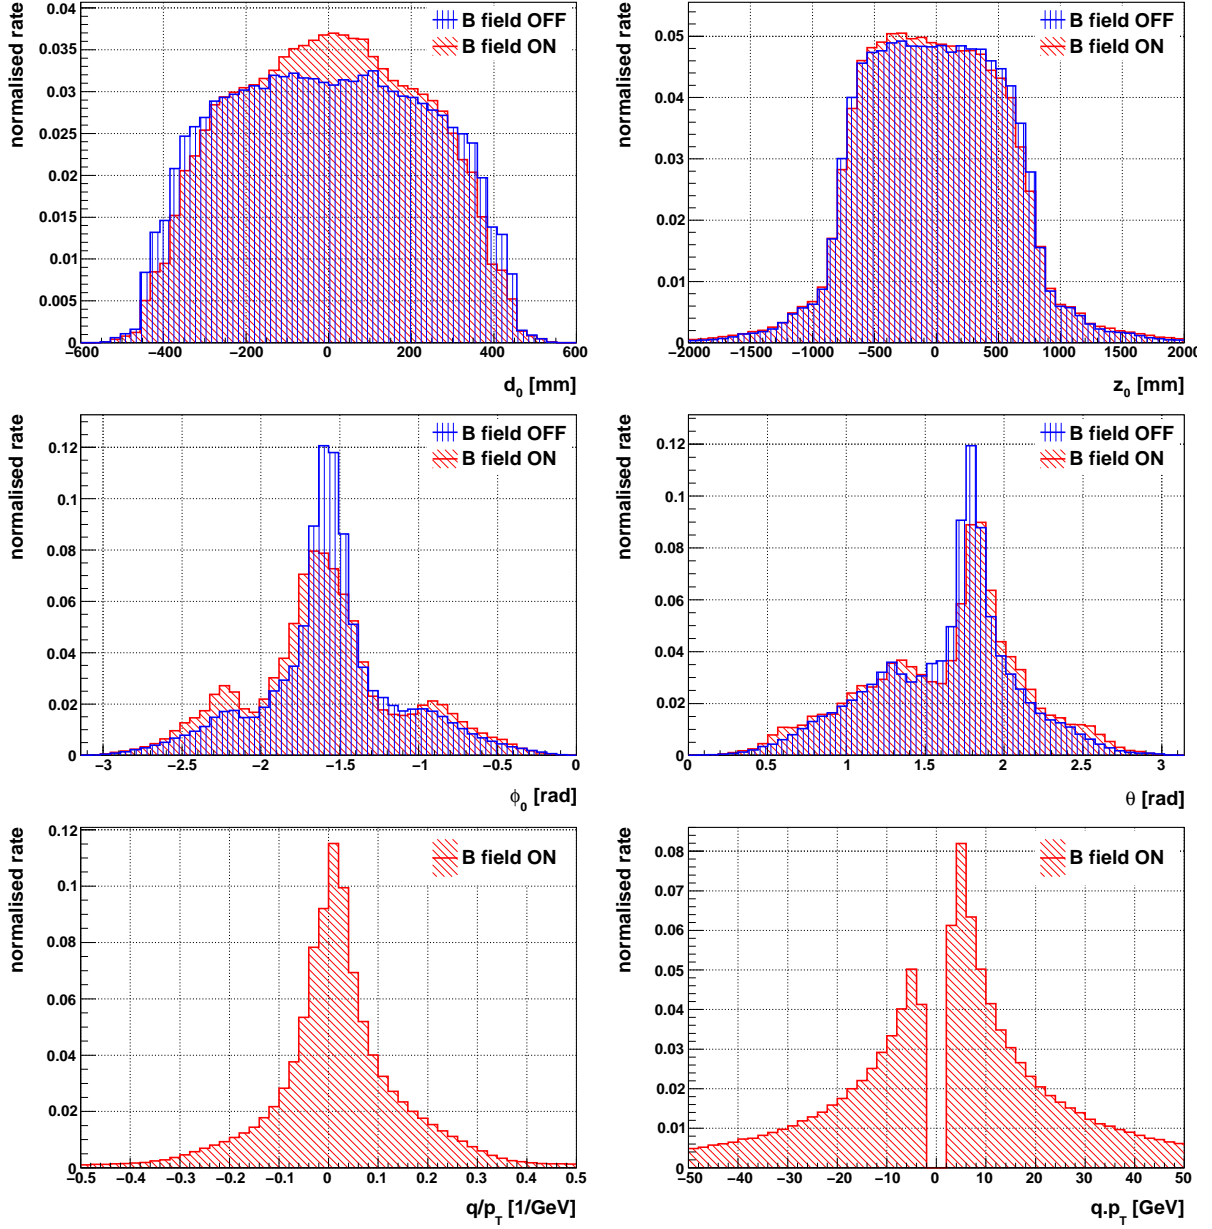 normalised rate
0.04
0.035
0.03
0.025
0.02
0.015
0.01
0.005
0
−600 −400 −200 0 200 400 600
d0 [mm]
B field OFF
B field ON
normalised rate
0.05
0.04
0.03
0.02
0.01
0
−2000 −1500 −1000 −500 0 500 1000 1500 2000
z0 [mm]
B field OFF
B field ON
normalised rate
0.12
0.1
0.08
0.06
0.04
0.02
0
−3 −2.5 −2 −1.5 −1 −0.5 0
ϕ0 [rad]
B field OFF
B field ON
normalised rate
0.12
0.1
0.08
0.06
0.04
0.02
0
0 0.5 1 1.5 2 2.5 3
θ [rad]
B field OFF
B field ON
normalised rate
0.12
0.1
0.08
0.06
0.04
0.02
0
−0.5 −0.4 −0.3 −0.2 −0.1 0 0.1 0.2 0.3 0.4 0.5
q/pT [1/GeV]
B field ON
normalised rate
0.08
0.07
0.06
0.05
0.04
0.03
0.02
0.01
0
−50 −40 −30 −20 −10 0 10 20 30 40 50
q.pT [GeV]
B field ON